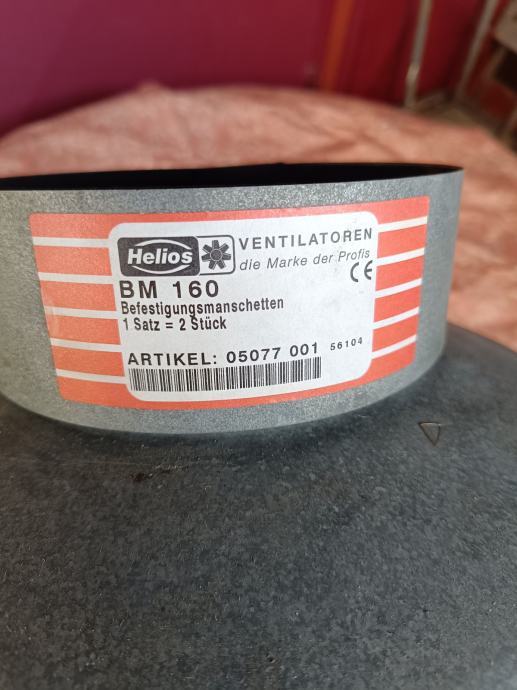 Helios VENTILATOREN
die Marke der Profis
CE
BM 160
Befestigungsmanschetten
1 Satz = 2 Stück
ARTIKEL: 05077 001 56104